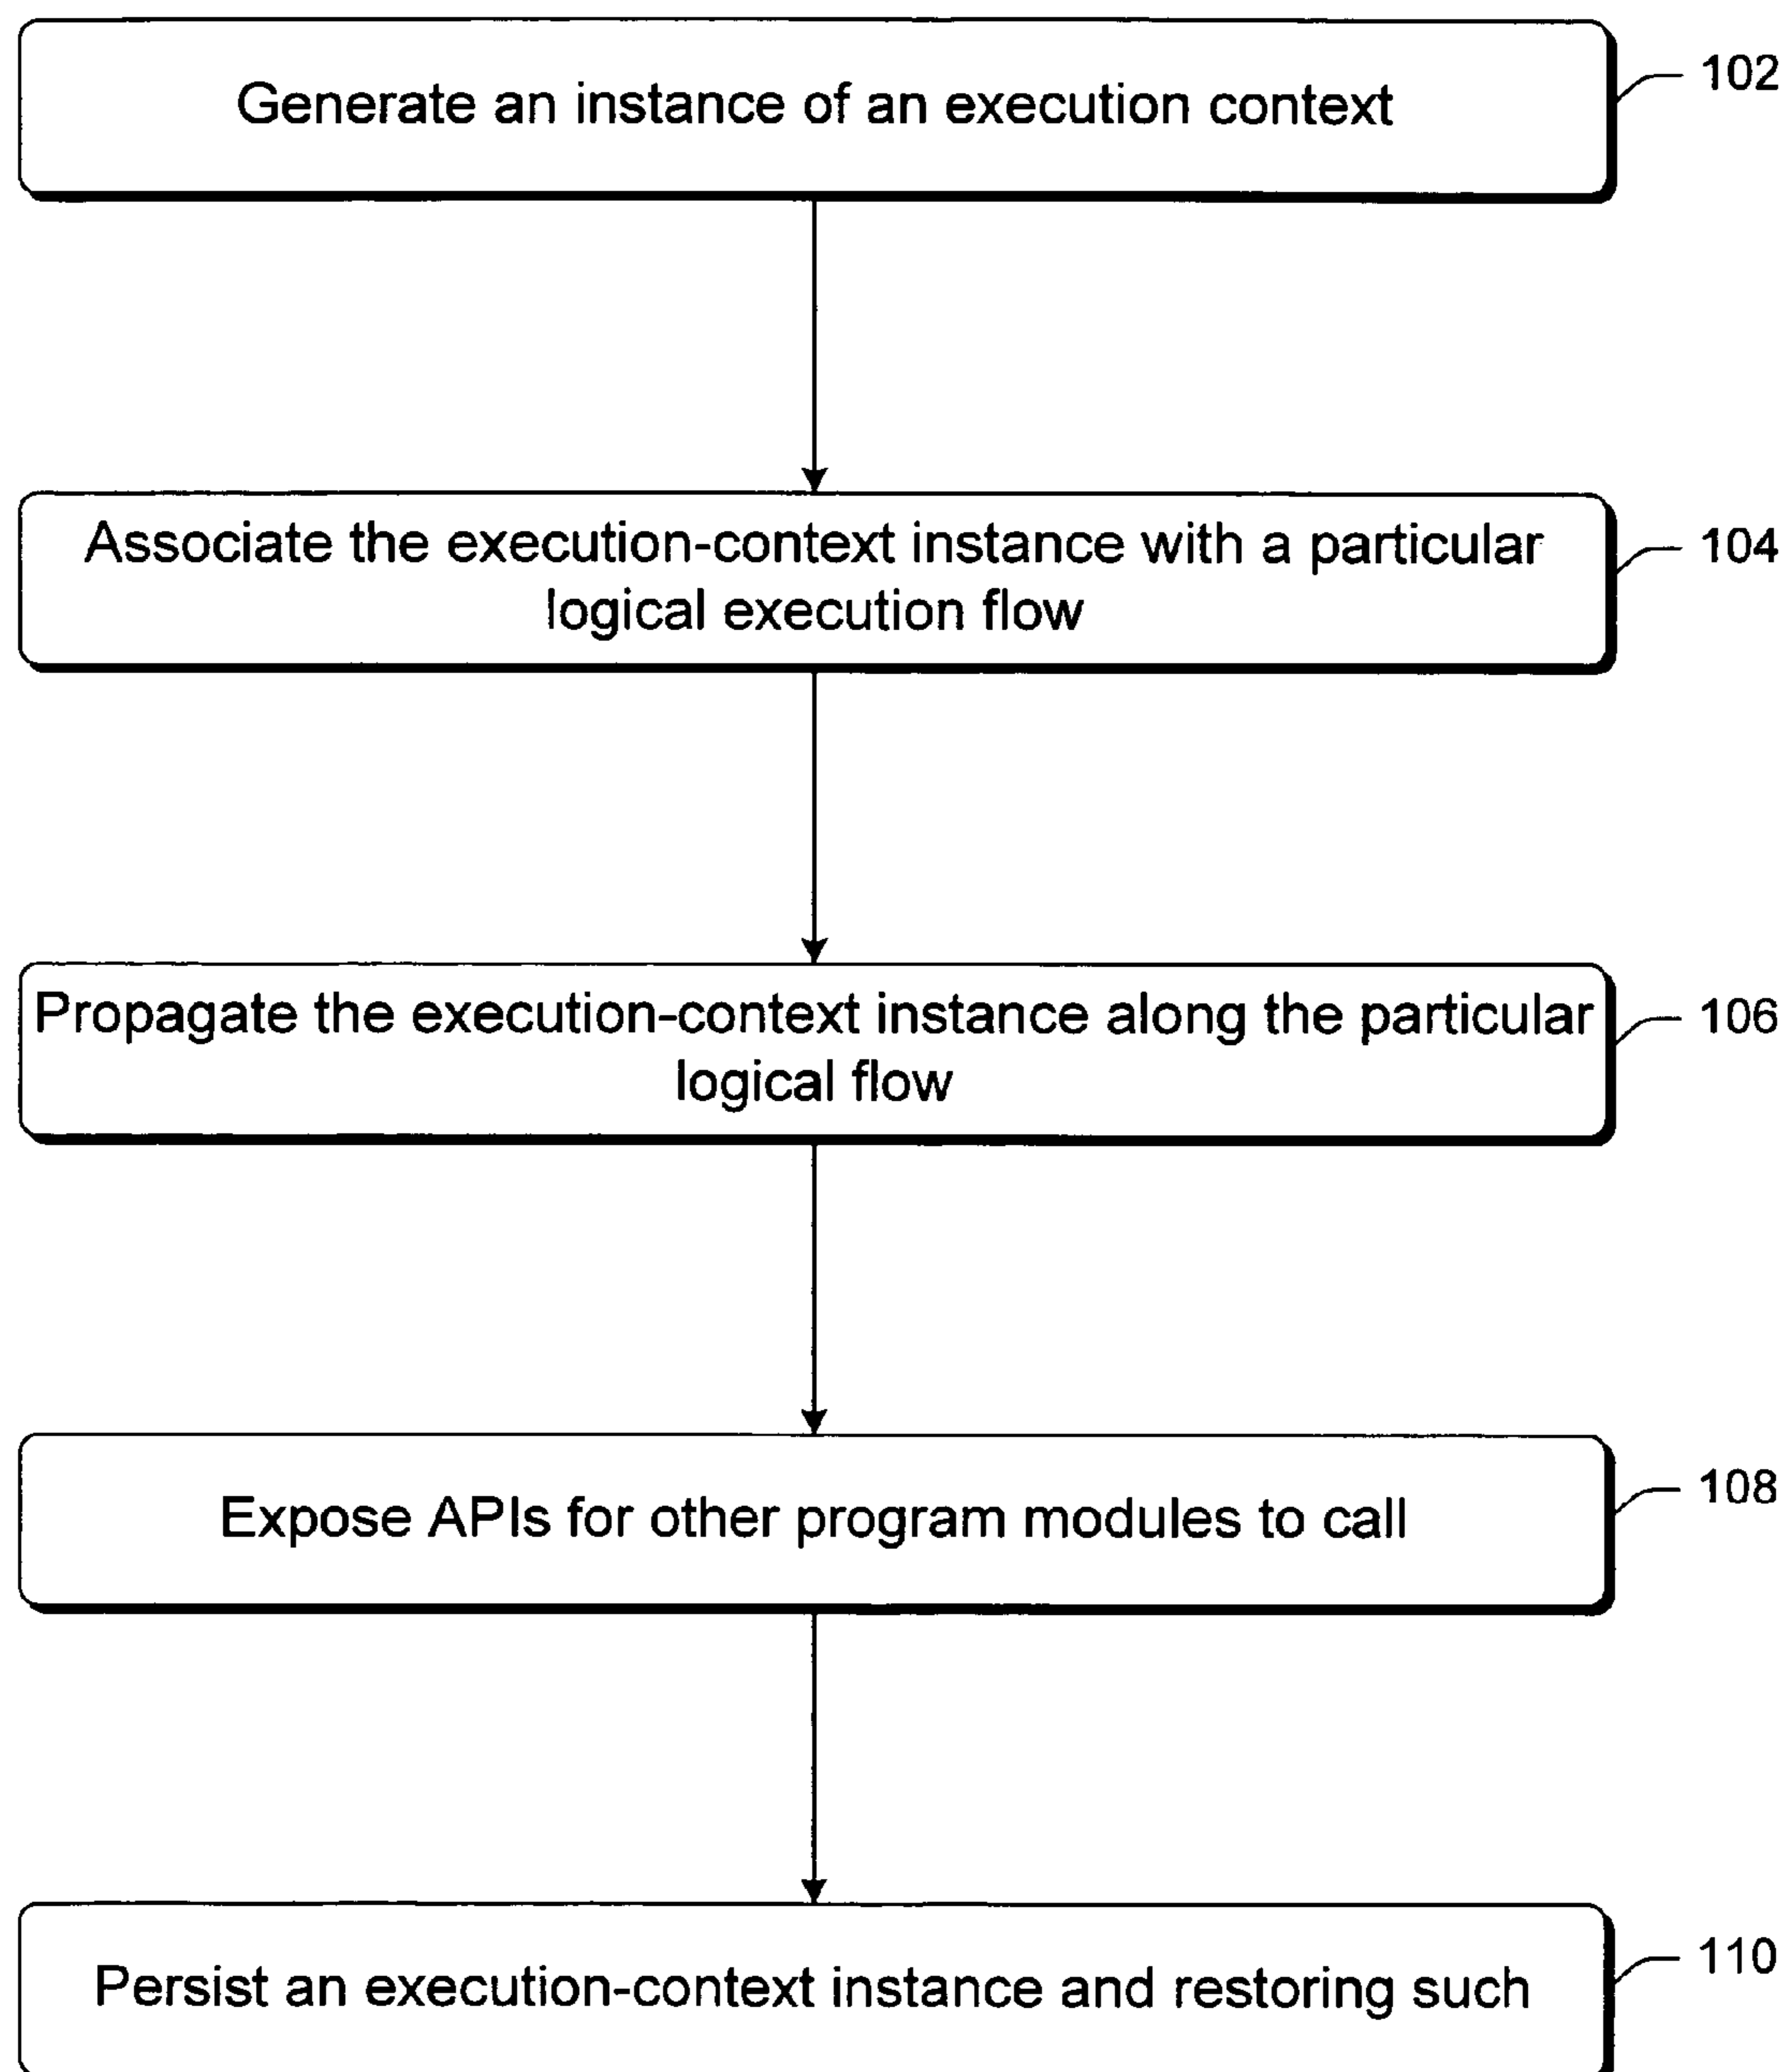 Generate an instance of an execution context
102
Associate the execution-context instance with a particular
logical execution flow
104
Propagate the execution-context instance along the particular
logical flow
106
Expose APIs for other program modules to call
108
Persist an execution-context instance and restoring such
110